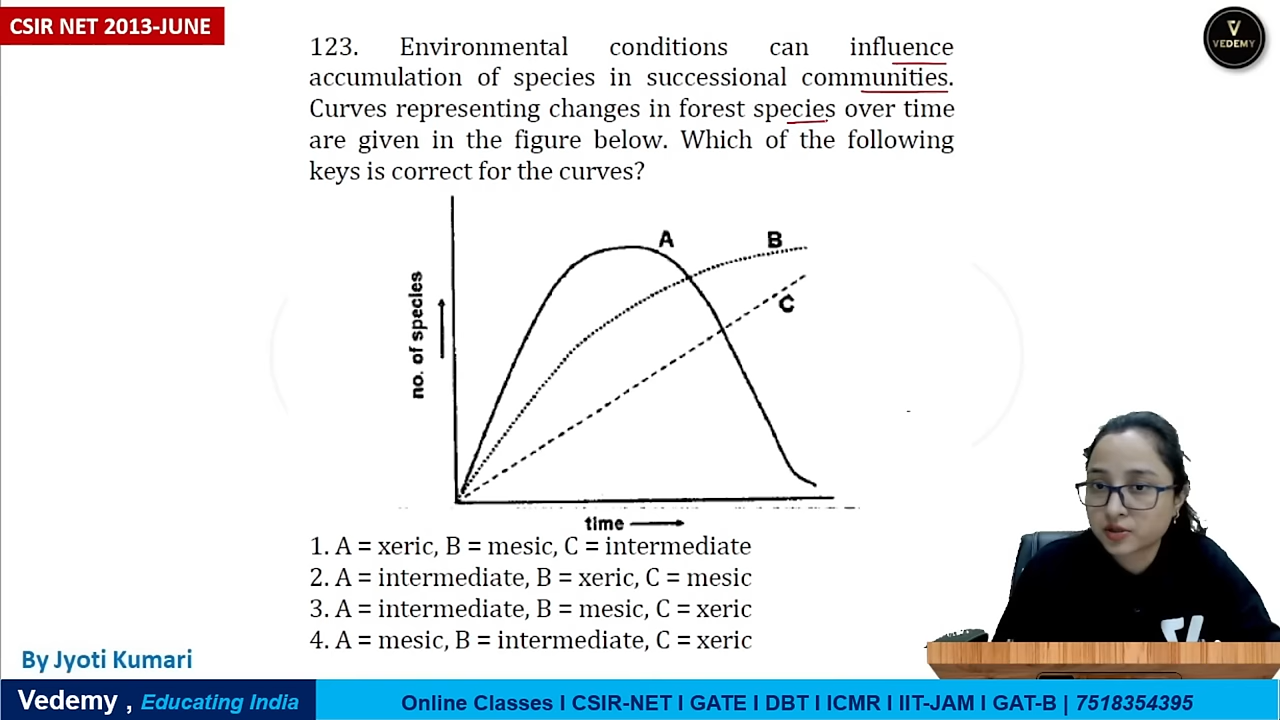 CSIR NET 2013-JUNE
VEDEMY
123. Environmental conditions can influence
accumulation of species in successional communities.
Curves representing changes in forest species over time
are given in the figure below. Which of the following
keys is correct for the curves?
A
B
C
no. of species
time
1. A = xeric, B = mesic, C = intermediate
2. A = intermediate, B = xeric, C = mesic
3. A = intermediate, B = mesic, C = xeric
4. A = mesic, B = intermediate, C = xeric
By Jyoti Kumari
Vedemy , Educating India
Online Classes I CSIR-NET I GATE I DBT I ICMR I IIT-JAM I GAT-B | 7518354395